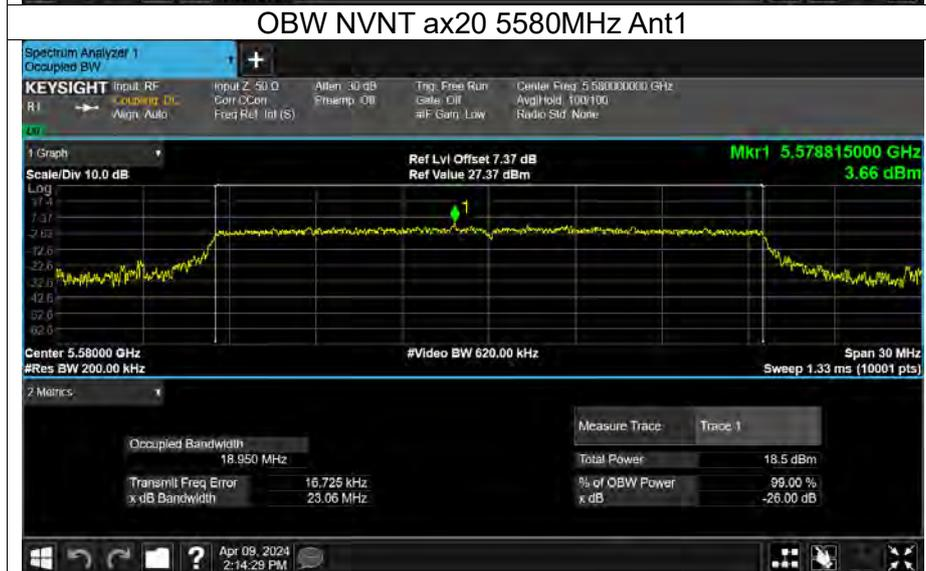 OBW NVNT ax20 5580MHz Ant1
Spectrum Analyzer 1
Occupied BW
+
KEYSIGHT Input: RF Input Z: 50 Ω Atten: 30 dB Trig: Free Run Center Freq: 5.580000000 GHz
Coupling: DC Corr CCorr Preamp: Off Gate: Off Avg|Hold: 100/100
Align: Auto Freq Ref: Int (S) #IF Gain: Low Radio Std: None
1 Graph Ref Lvl Offset 7.37 dB Mkr1 5.578815000 GHz
Scale/Div 10.0 dB Ref Value 27.37 dBm 3.66 dBm
Log
17.4
7.37
-2.63
-12.6
-22.6
-32.6
-42.6
-52.6
-62.6
1
Center 5.58000 GHz #Video BW 620.00 kHz Span 30 MHz
#Res BW 200.00 kHz Sweep 1.33 ms (10001 pts)
2 Metrics
Measure Trace Trace 1
Occupied Bandwidth
18.950 MHz Total Power 18.5 dBm
Transmit Freq Error 16.725 kHz % of OBW Power 99.00 %
x dB Bandwidth 23.06 MHz x dB -26.00 dB
? Apr 09, 2024
2:14:29 PM